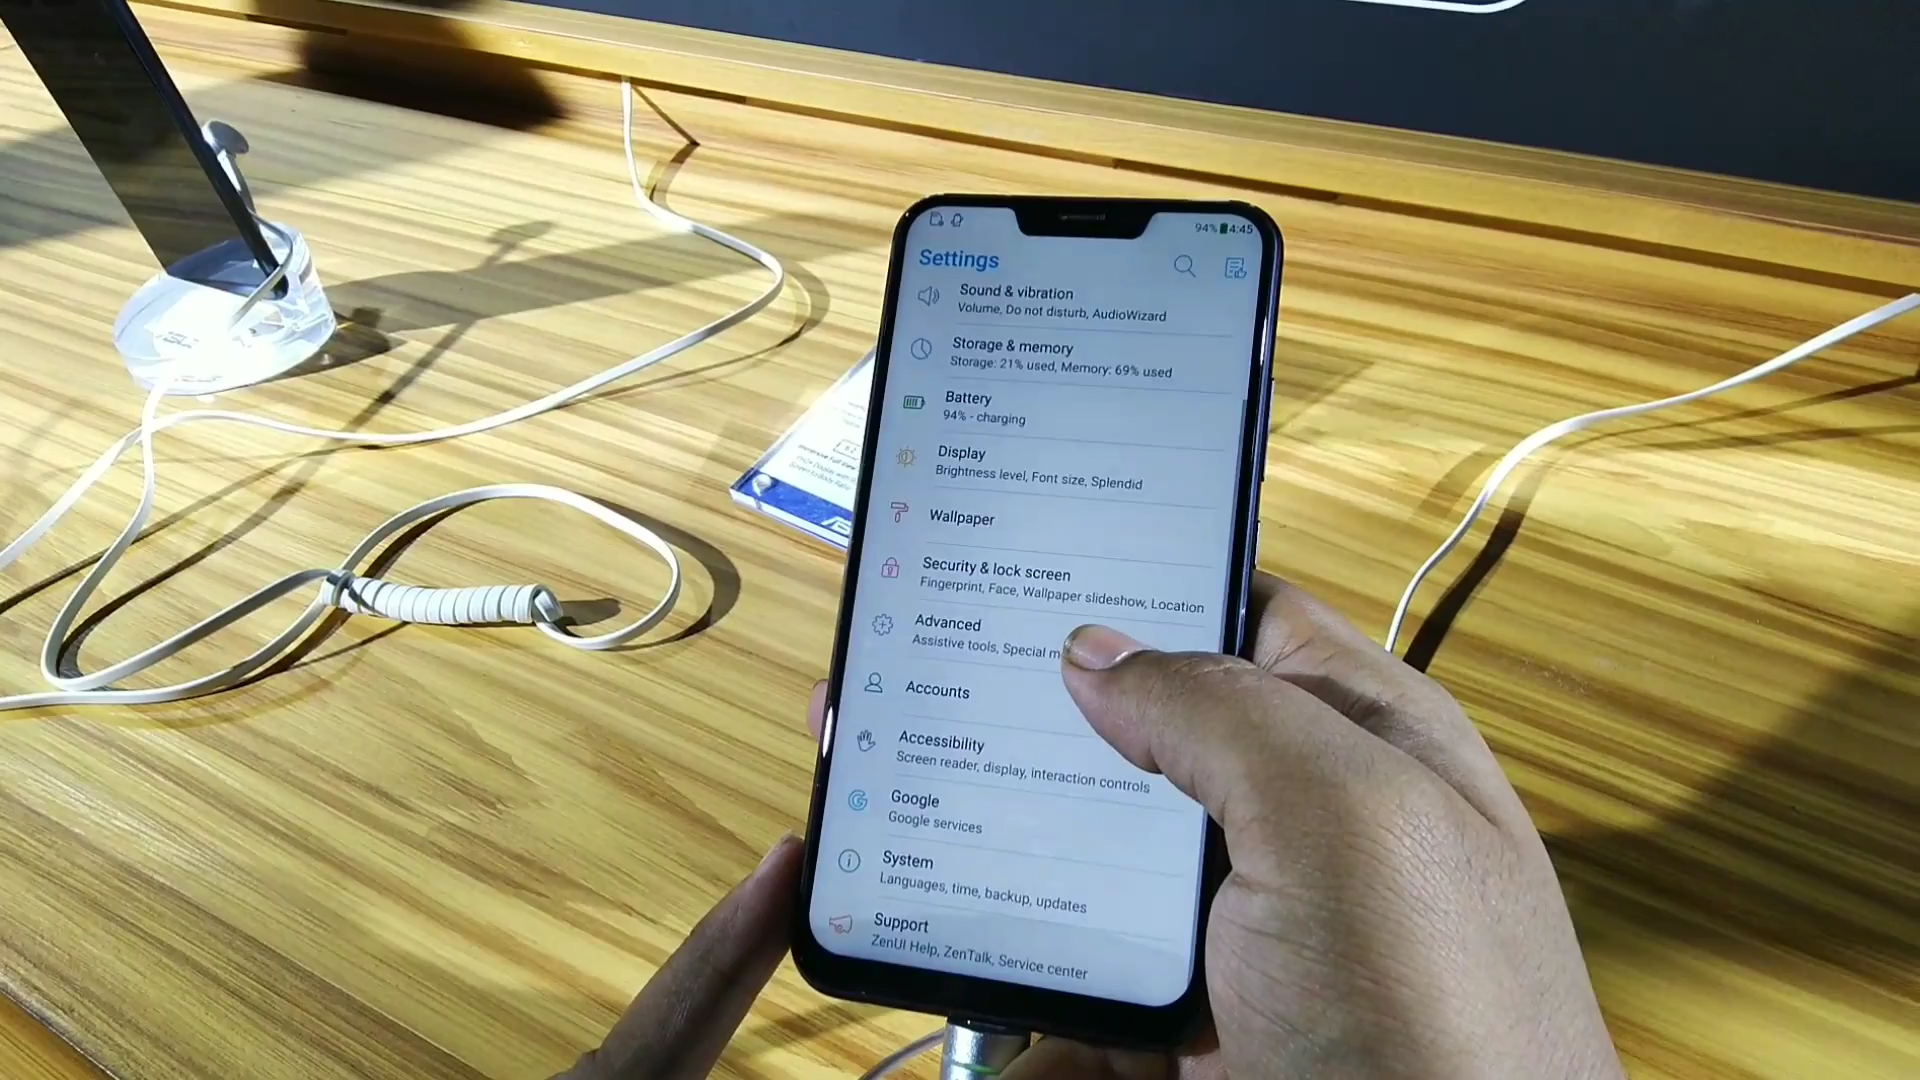 94% 4:45
Settings
Sound & vibration
Volume, Do not disturb, AudioWizard
Storage & memory
Storage: 21% used, Memory: 69% used
Battery
94% - charging
Display
Brightness level, Font size, Splendid
Wallpaper
Security & lock screen
Fingerprint, Face, Wallpaper slideshow, Location
Advanced
Assistive tools, Special m
Accounts
Accessibility
Screen reader, display, interaction controls
Google
Google services
System
Languages, time, backup, updates
Support
ZenUI Help, ZenTalk, Service center